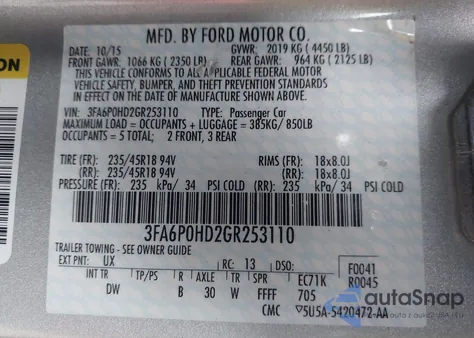 MFD. BY FORD MOTOR CO.
DATE: 10/15 GVWR: 2019 KG ( 4450 LB)
FRONT GAWR: 1066 KG ( 2350 LB) REAR GAWR: 964 KG ( 2125 LB)
THIS VEHICLE CONFORMS TO ALL APPLICABLE FEDERAL MOTOR
VEHICLE SAFETY, BUMPER, AND THEFT PREVENTION STANDARDS
IN EFFECT ON THE DATE OF MANUFACTURE SHOWN ABOVE.
VIN: 3FA6P0HD2GR253110 TYPE: Passenger Car
MAXIMUM LOAD = OCCUPANTS + LUGGAGE = 385KG/850LB
OCCUPANTS = 5 TOTAL: 2 FRONT, 3 REAR
TIRE (FR): 235/45R18 94V RIMS (FR): 18x8.0J
(RR): 235/45R18 94V (RR): 18x8.0J
PRESSURE (FR): 235 kPa/ 34 PSI COLD (RR): 235 kPa/ 34 PSI COLD
3FA6P0HD2GR253110
TRAILER TOWING - SEE OWNER GUIDE
EXT PNT: UX RC: 13 DSO: F0041
INT TR TP/PS R AXLE TR SPR EC71K R0045
DW B 30 W FFFF 705
CMC 5U5A-5420472-AA
autoSnap